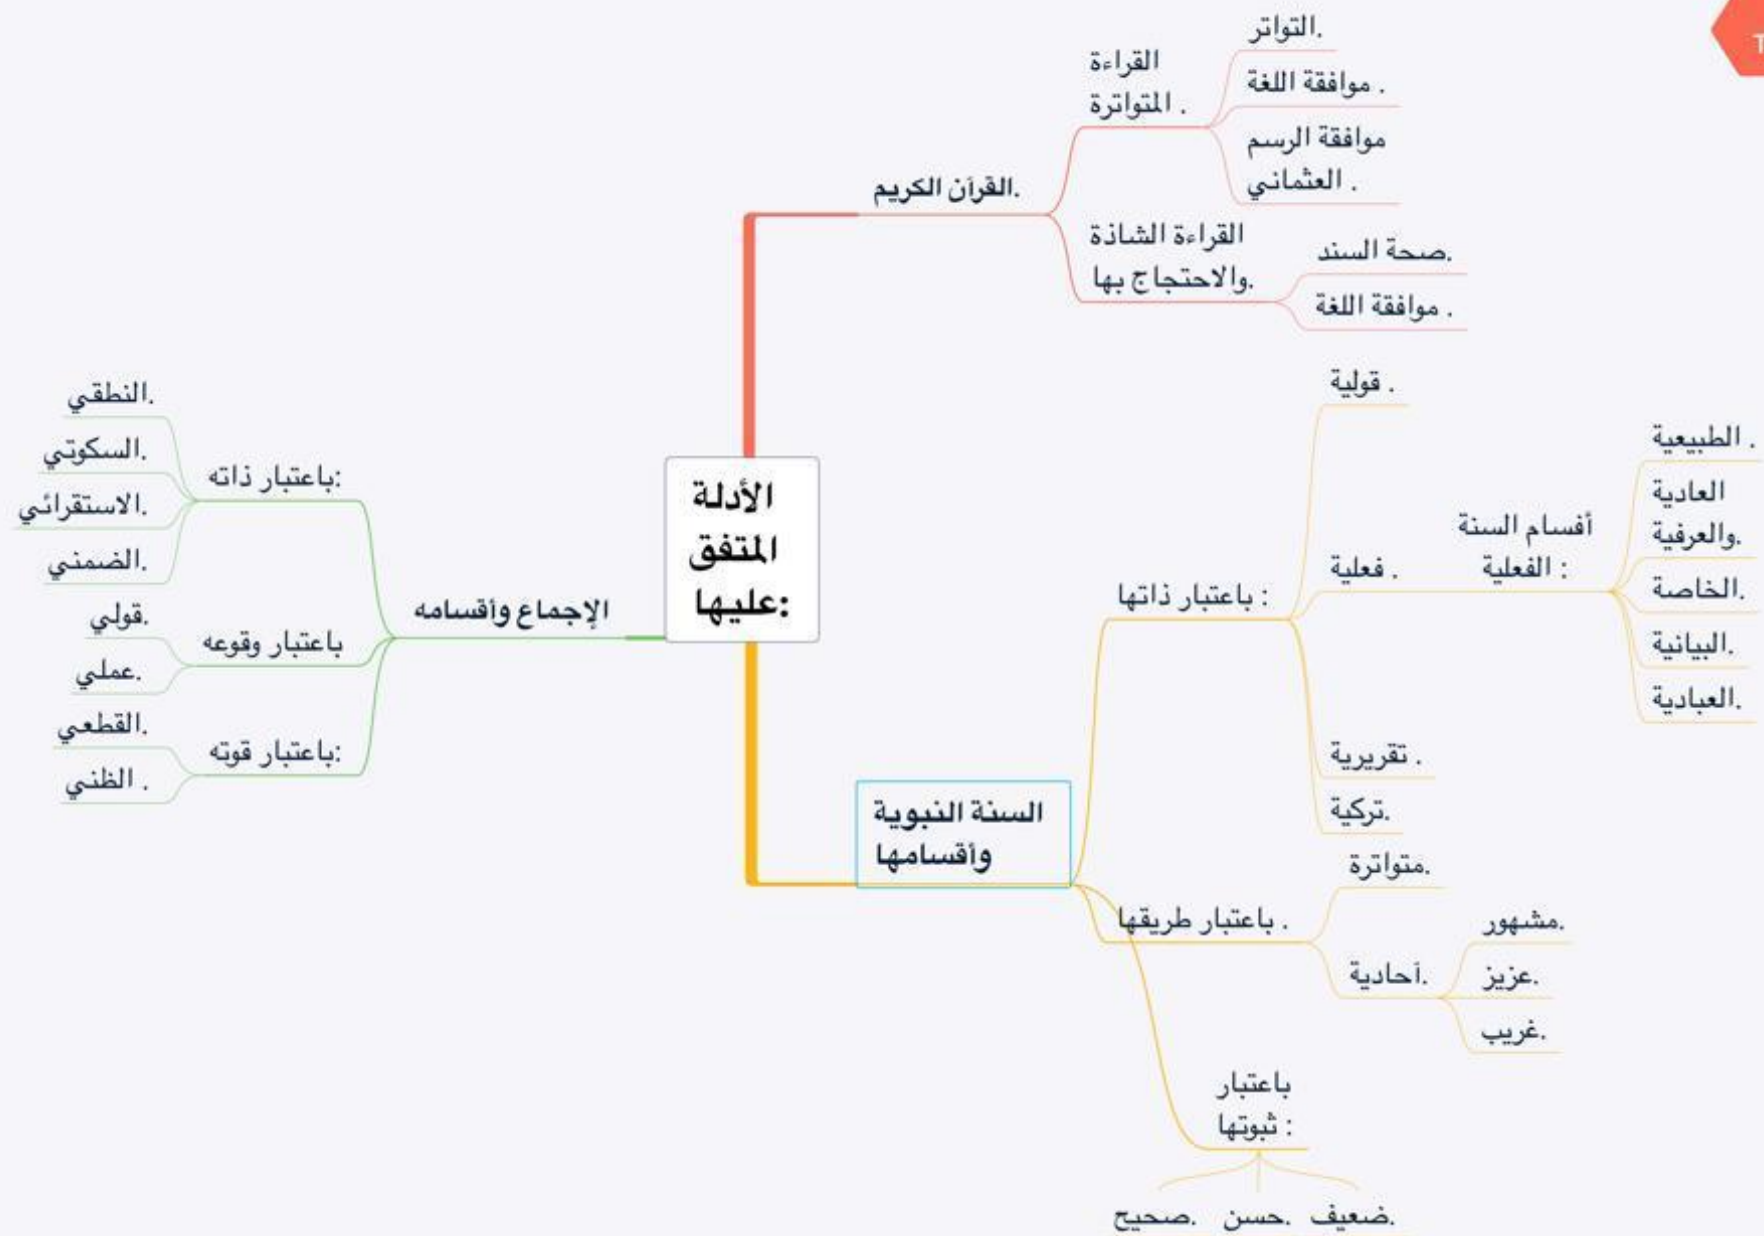 الأدلة
المتفق
عليها:
القرآن الكريم.
القراءة
المتواترة .
التواتر.
موافقة اللغة .
موافقة الرسم
العثماني .
القراءة الشاذة
والاحتجاج بها.
صحة السند.
موافقة اللغة .
السنة النبوية
وأقسامها
باعتبار ذاتها :
قولية .
فعلية .
أفسام السنة
الفعلية :
الطبيعية .
العادية
والعرفية.
الخاصة.
البيانية.
العبادية.
تقريرية .
تركية.
باعتبار طريقها .
متواترة.
آحادية.
مشهور.
عزيز.
غريب.
باعتبار
ثبوتها :
صحيح. حسن. ضعيف.
الإجماع وأقسامه
باعتبار ذاته:
النطقي.
السكوتي.
الاستقرائي.
الضمني.
باعتبار وقوعه
قولي.
عملي.
باعتبار قوته:
القطعي.
الظني .